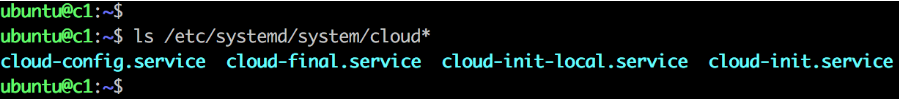 ubuntu@c1:~$
ubuntu@c1:~$ ls /etc/systemd/system/cloud*
cloud-config.service  cloud-final.service  cloud-init-local.service  cloud-init.service
ubuntu@c1:~$